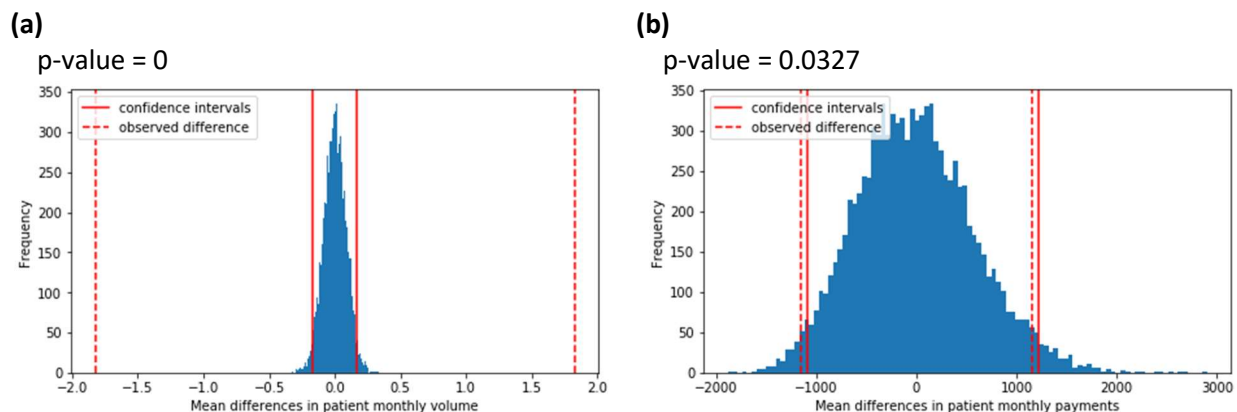 (a)
p-value = 0
350
300
250
200
150
100
50
0
Frequency
confidence intervals
observed difference
−2.0 −1.5 −1.0 −0.5 0.0 0.5 1.0 1.5 2.0
Mean differences in patient monthly volume
(b)
p-value = 0.0327
350
300
250
200
150
100
50
0
Frequency
confidence intervals
observed difference
−2000 −1000 0 1000 2000 3000
Mean differences in patient monthly payments